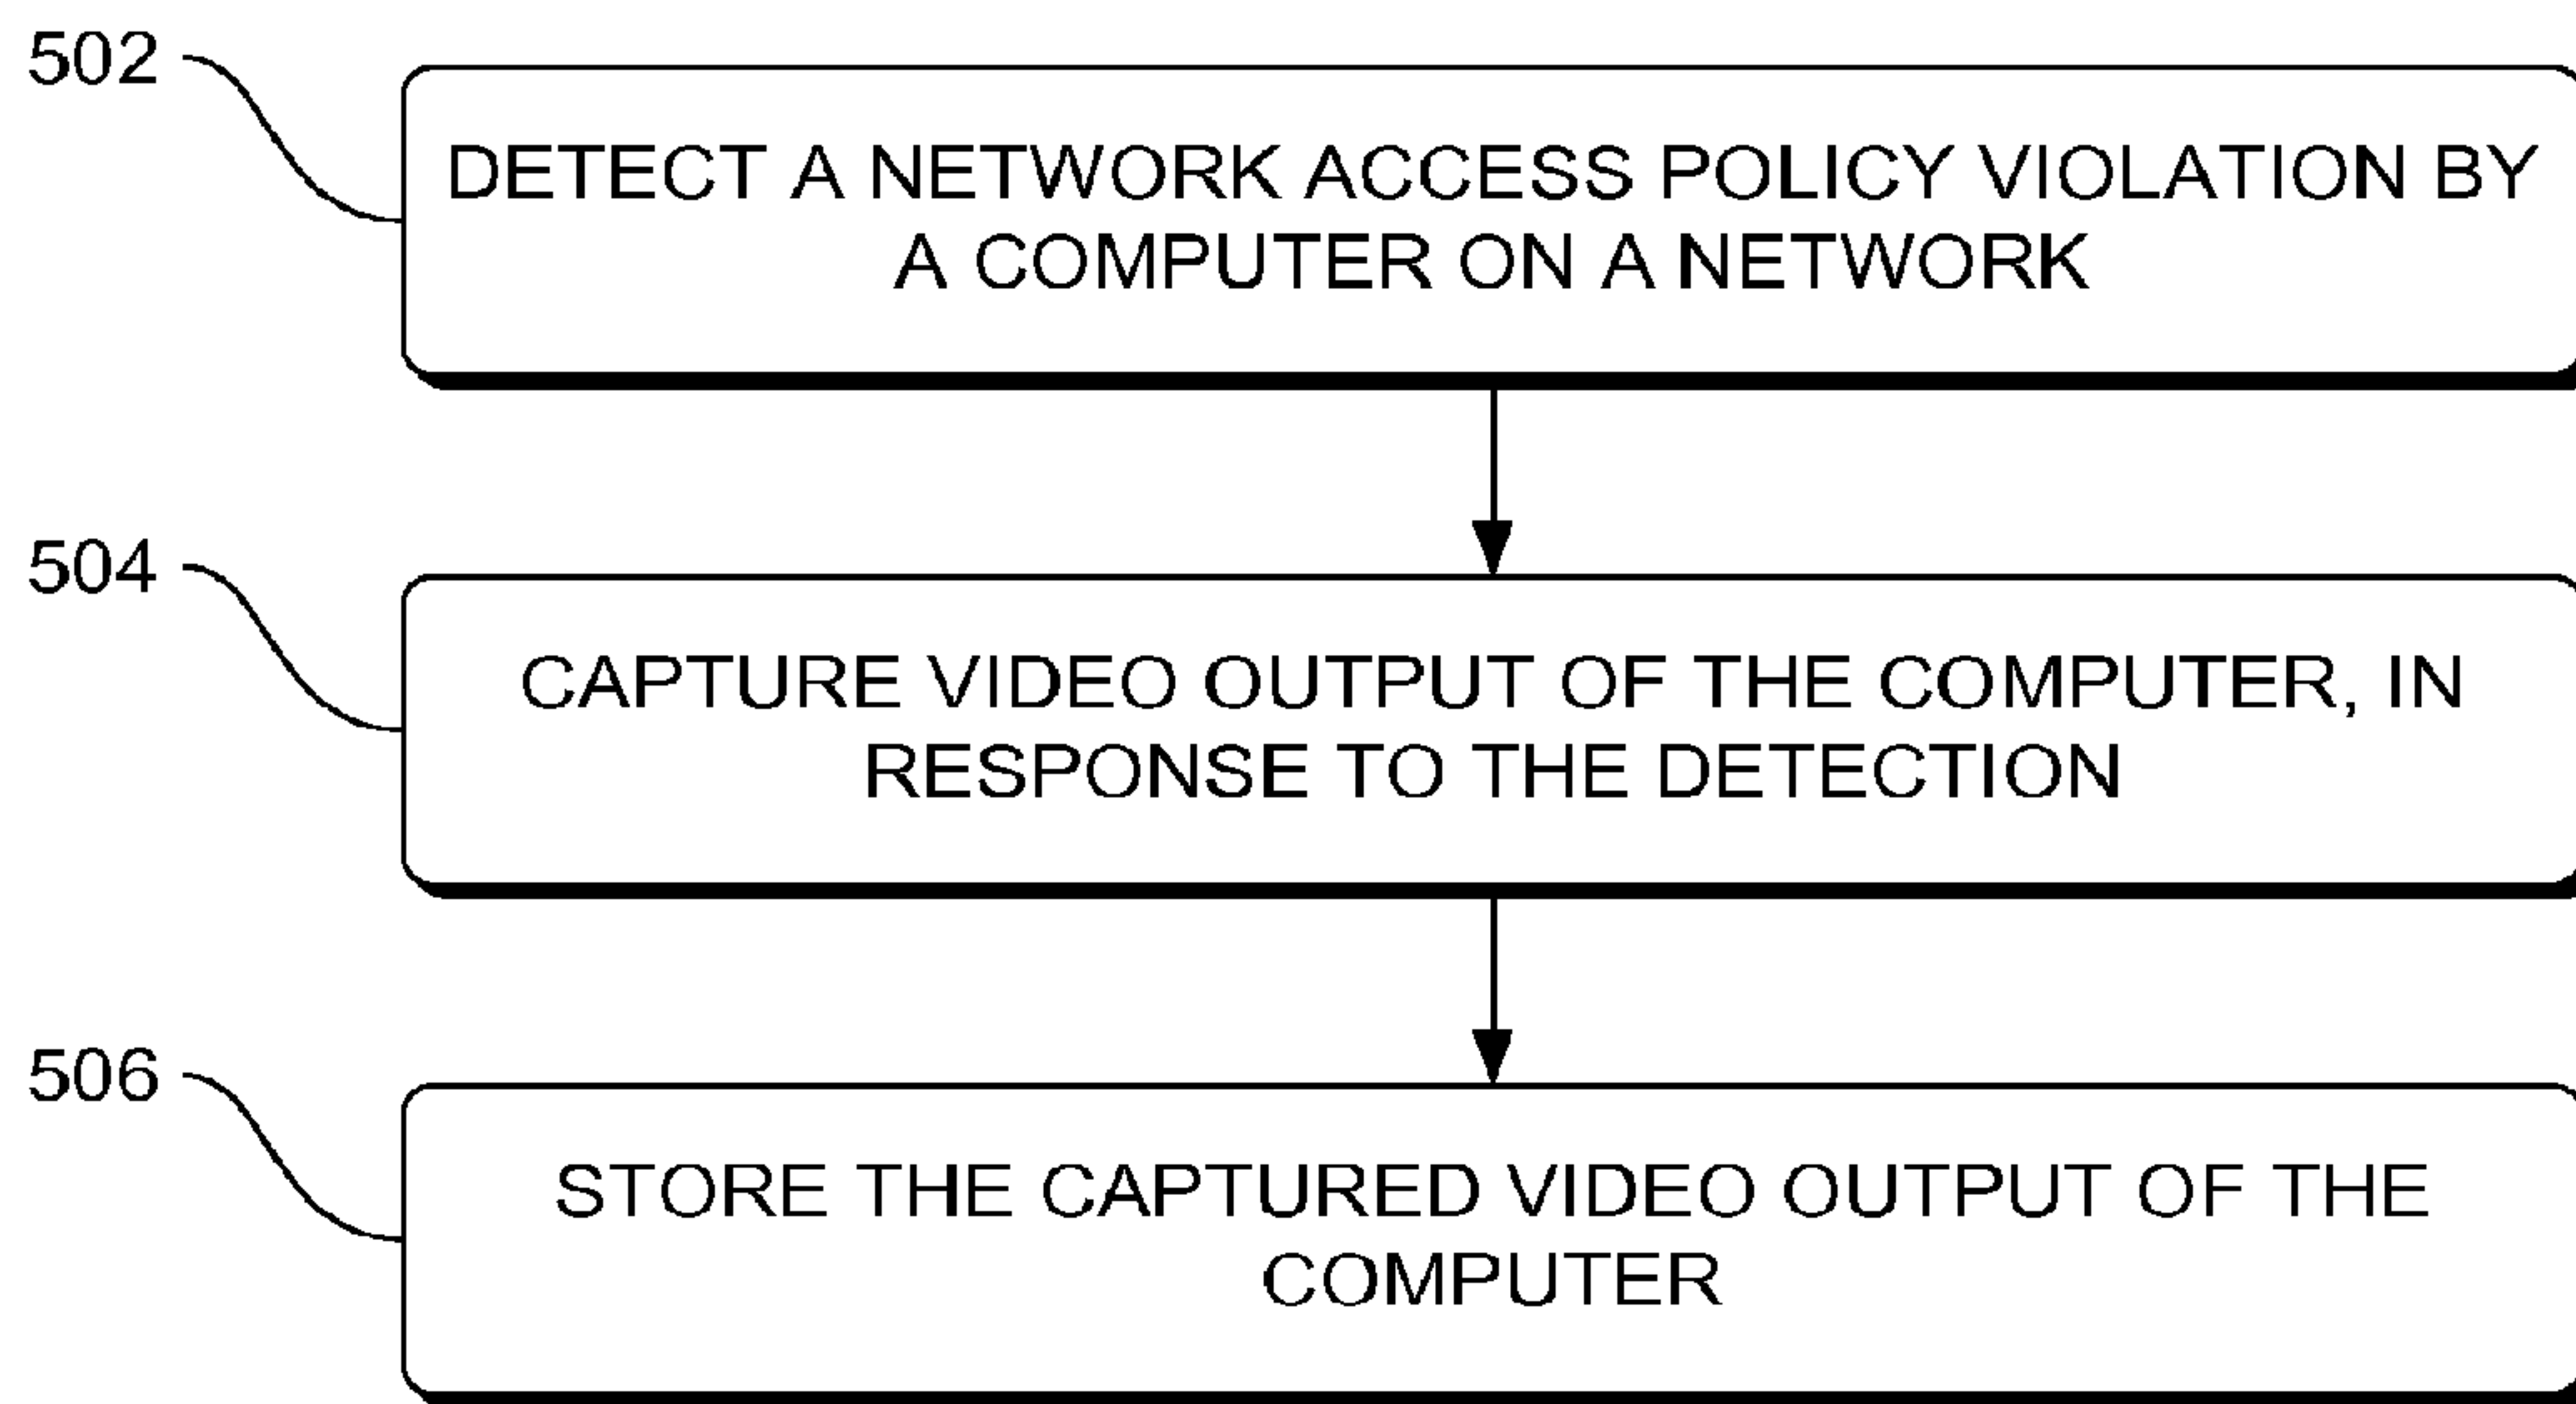 502
DETECT A NETWORK ACCESS POLICY VIOLATION BY
A COMPUTER ON A NETWORK
504
CAPTURE VIDEO OUTPUT OF THE COMPUTER, IN
RESPONSE TO THE DETECTION
506
STORE THE CAPTURED VIDEO OUTPUT OF THE
COMPUTER